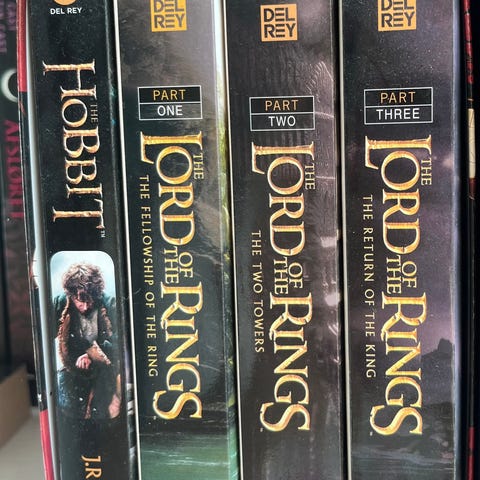 DEL REY
THE
HOBBIT™
J.R
DEL
REY
PART
ONE
THE
LORD
OF
THE
RINGS
THE FELLOWSHIP OF THE RING
DEL
REY
PART
TWO
THE
LORD
OF
THE
RINGS
THE TWO TOWERS
DEL
REY
PART
THREE
THE
LORD
OF
THE
RINGS
THE RETURN OF THE KING